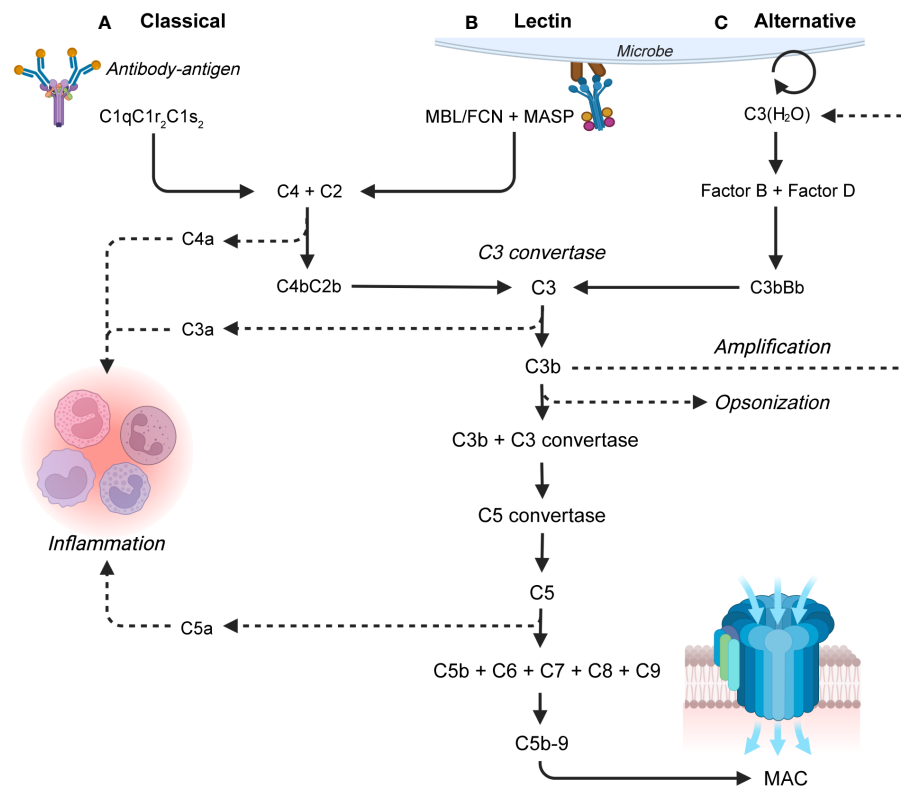 A Classical
B Lectin
C Alternative
Microbe
Antibody-antigen
C1qC1r₂C1s₂
MBL/FCN + MASP
C3(H₂O)
C4 + C2
Factor B + Factor D
C4a
C3 convertase
C4bC2b
C3
C3bBb
C3a
Amplification
C3b
Opsonization
C3b + C3 convertase
C5 convertase
Inflammation
C5
C5a
C5b + C6 + C7 + C8 + C9
C5b-9
MAC